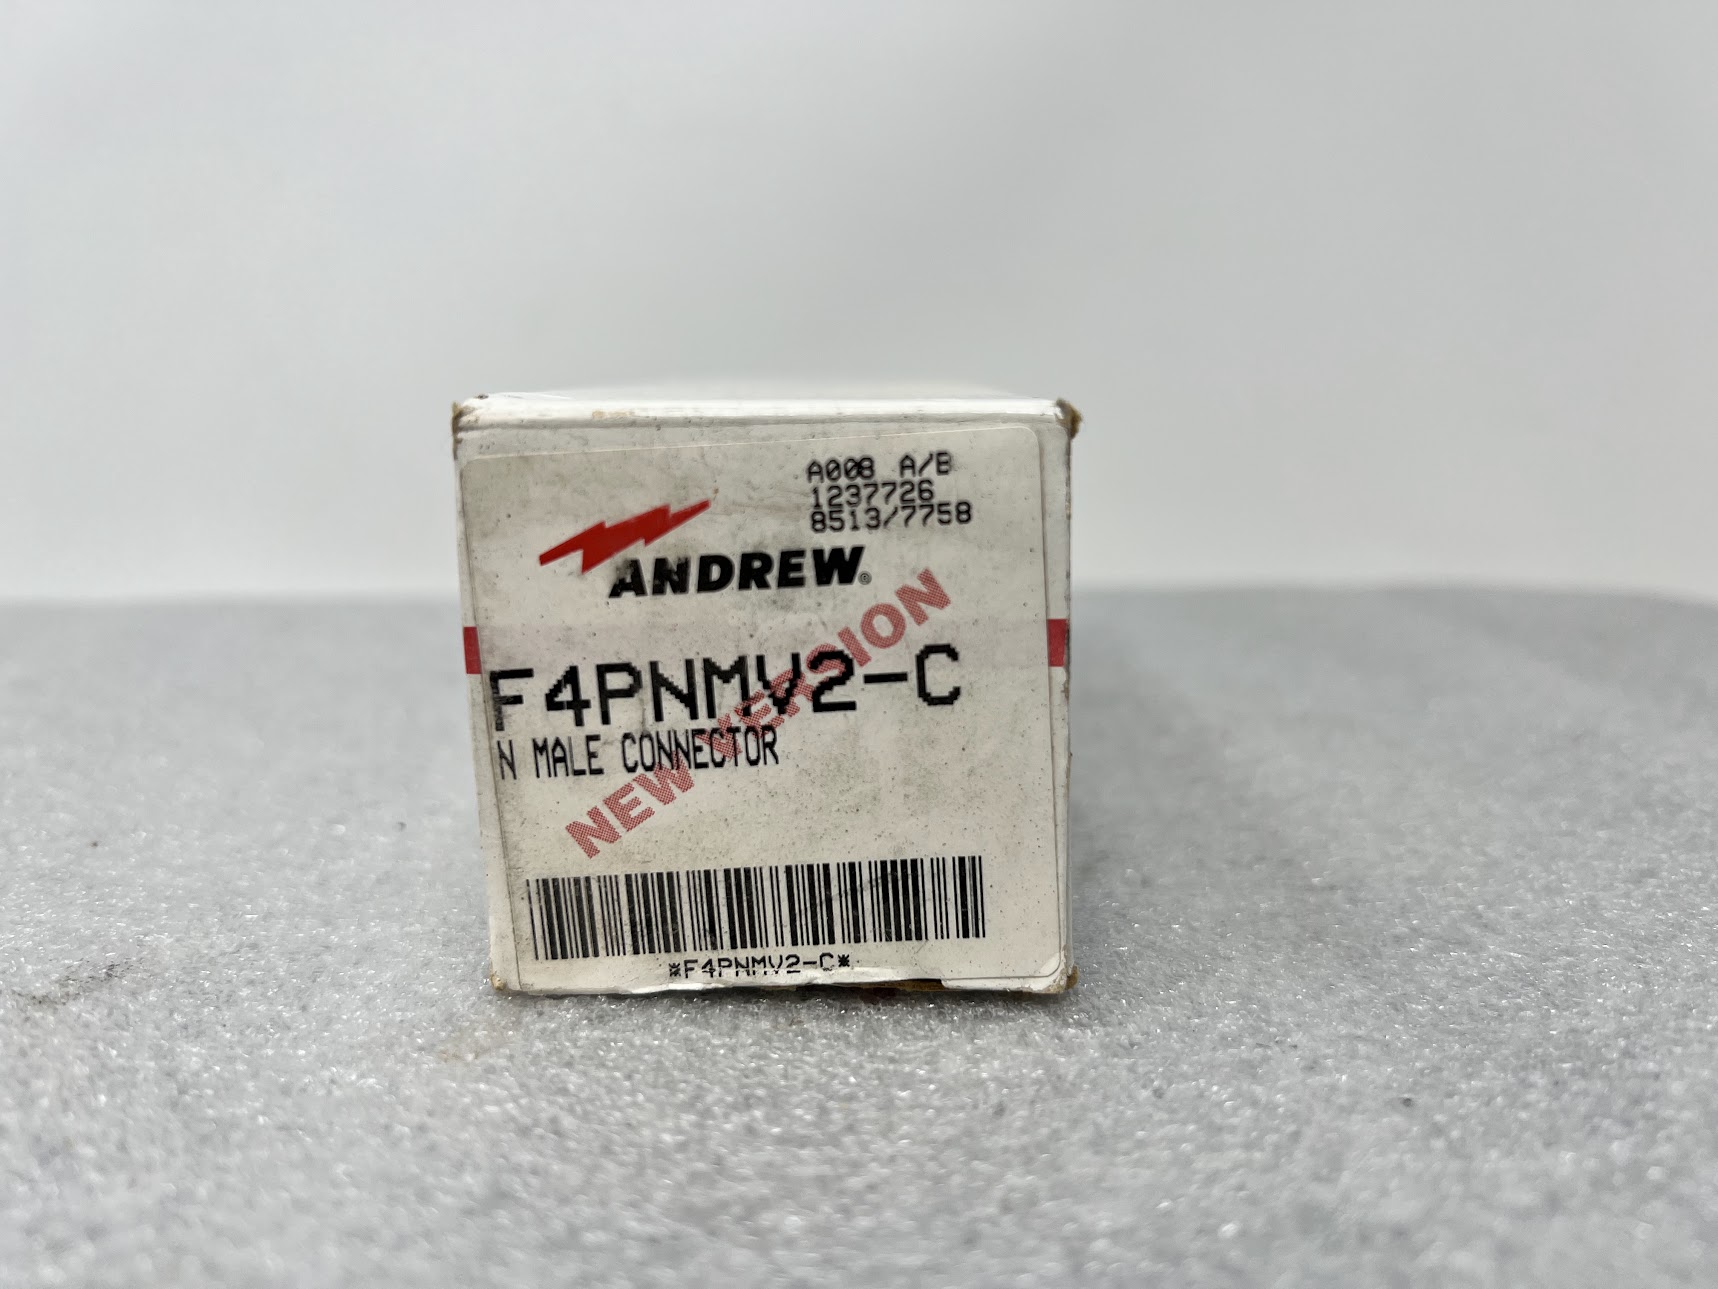 A008 A/B
1237726
8513/7758
ANDREW®
F4PNMV2-C
N MALE CONNECTOR
NEW VERSION
*F4PNMV2-C*